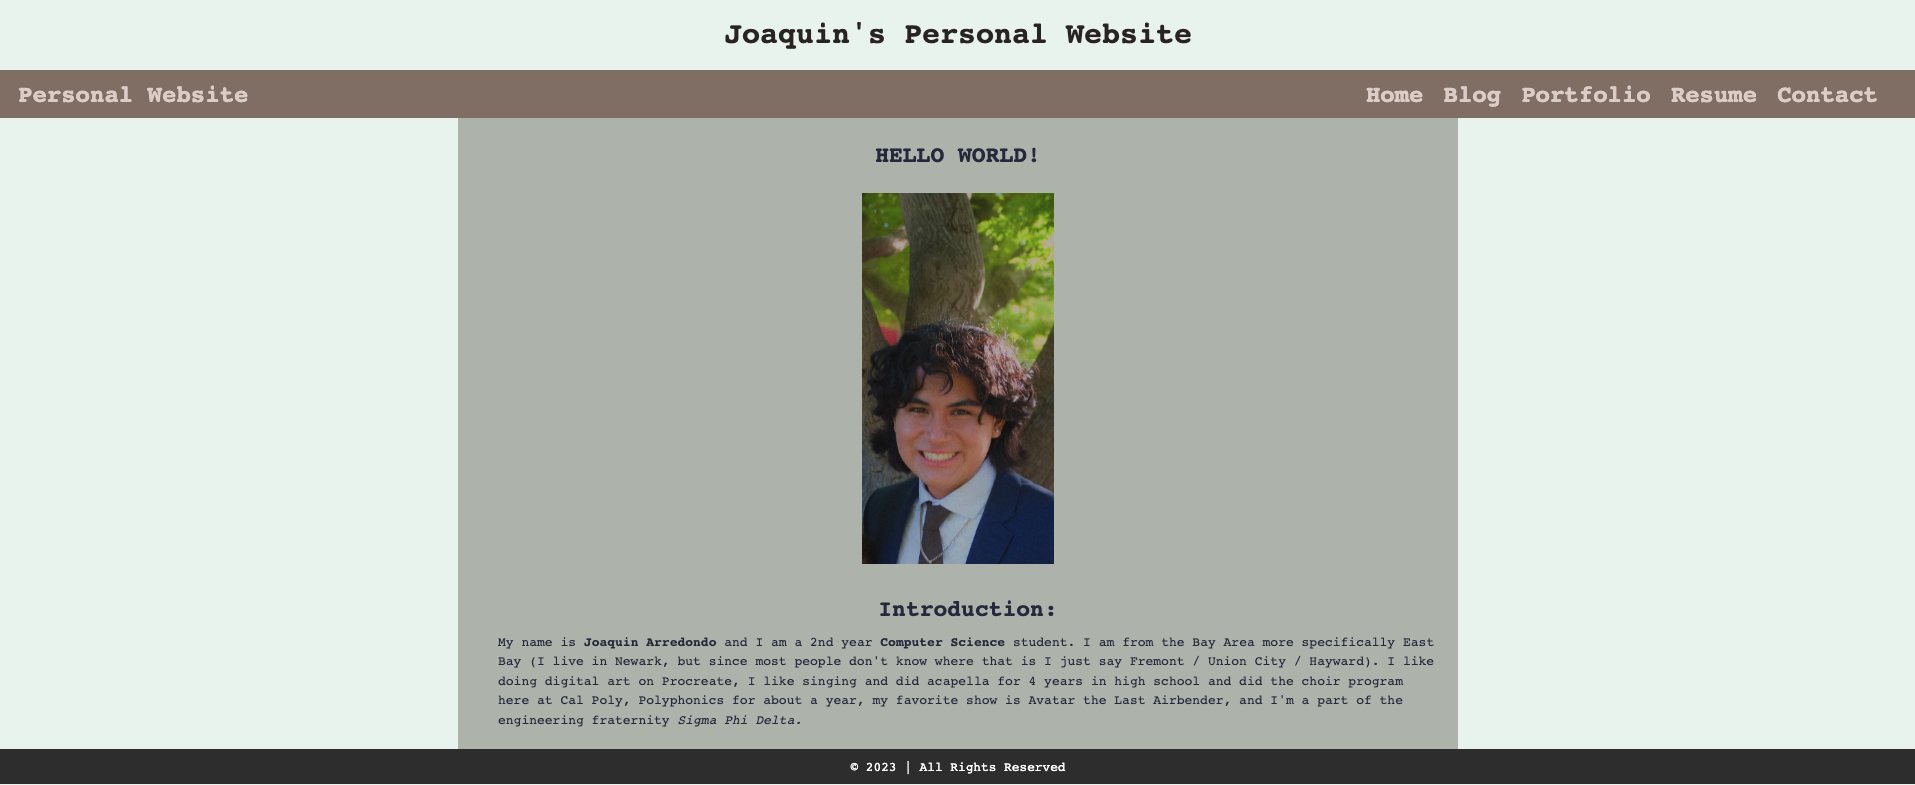 Joaquin's Personal Website
Personal Website Home Blog Portfolio Resume Contact
HELLO WORLD!
Introduction:
My name is Joaquin Arredondo and I am a 2nd year Computer Science student. I am from the Bay Area more specifically East
Bay (I live in Newark, but since most people don't know where that is I just say Fremont / Union City / Hayward). I like
doing digital art on Procreate, I like singing and did acapella for 4 years in high school and did the choir program
here at Cal Poly, Polyphonics for about a year, my favorite show is Avatar the Last Airbender, and I'm a part of the
engineering fraternity Sigma Phi Delta.
© 2023 | All Rights Reserved